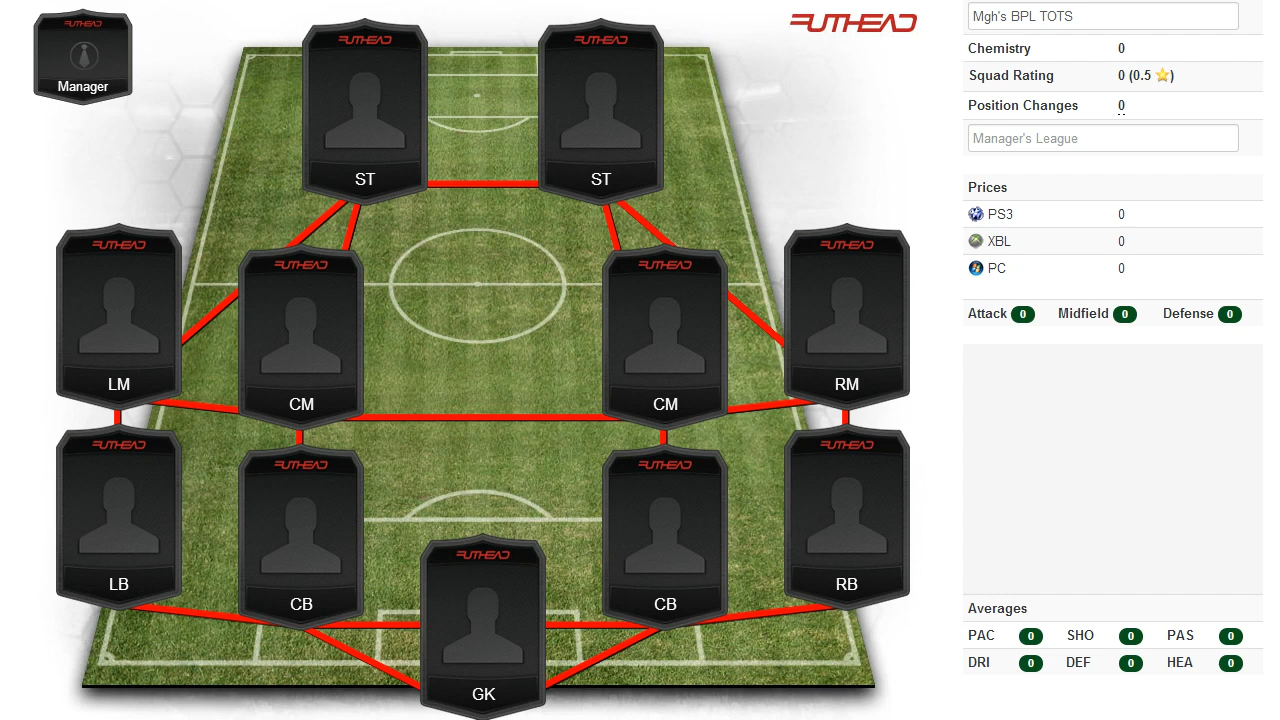 FUTHEAD
Manager
FUTHEAD
ST
FUTHEAD
ST
FUTHEAD
FUTHEAD
LM
FUTHEAD
CM
FUTHEAD
CM
FUTHEAD
RM
FUTHEAD
LB
FUTHEAD
CB
FUTHEAD
CB
FUTHEAD
RB
FUTHEAD
GK
Mgh's BPL TOTS
Chemistry 0
Squad Rating 0 (0.5 ⭐)
Position Changes 0
Manager's League
Prices
PS3 0
XBL 0
PC 0
Attack 0 Midfield 0 Defense 0
Averages
PAC 0 SHO 0 PAS 0
DRI 0 DEF 0 HEA 0